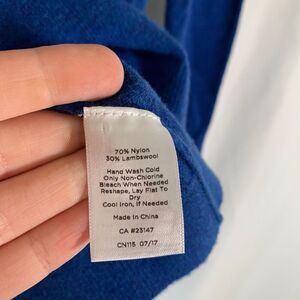 70% Nylon
30% Lambswool
Hand Wash Cold
Only Non-Chlorine
Bleach When Needed
Reshape, Lay Flat To
Dry
Cool Iron, If Needed
Made in China
CA #23147
CN115 07/17